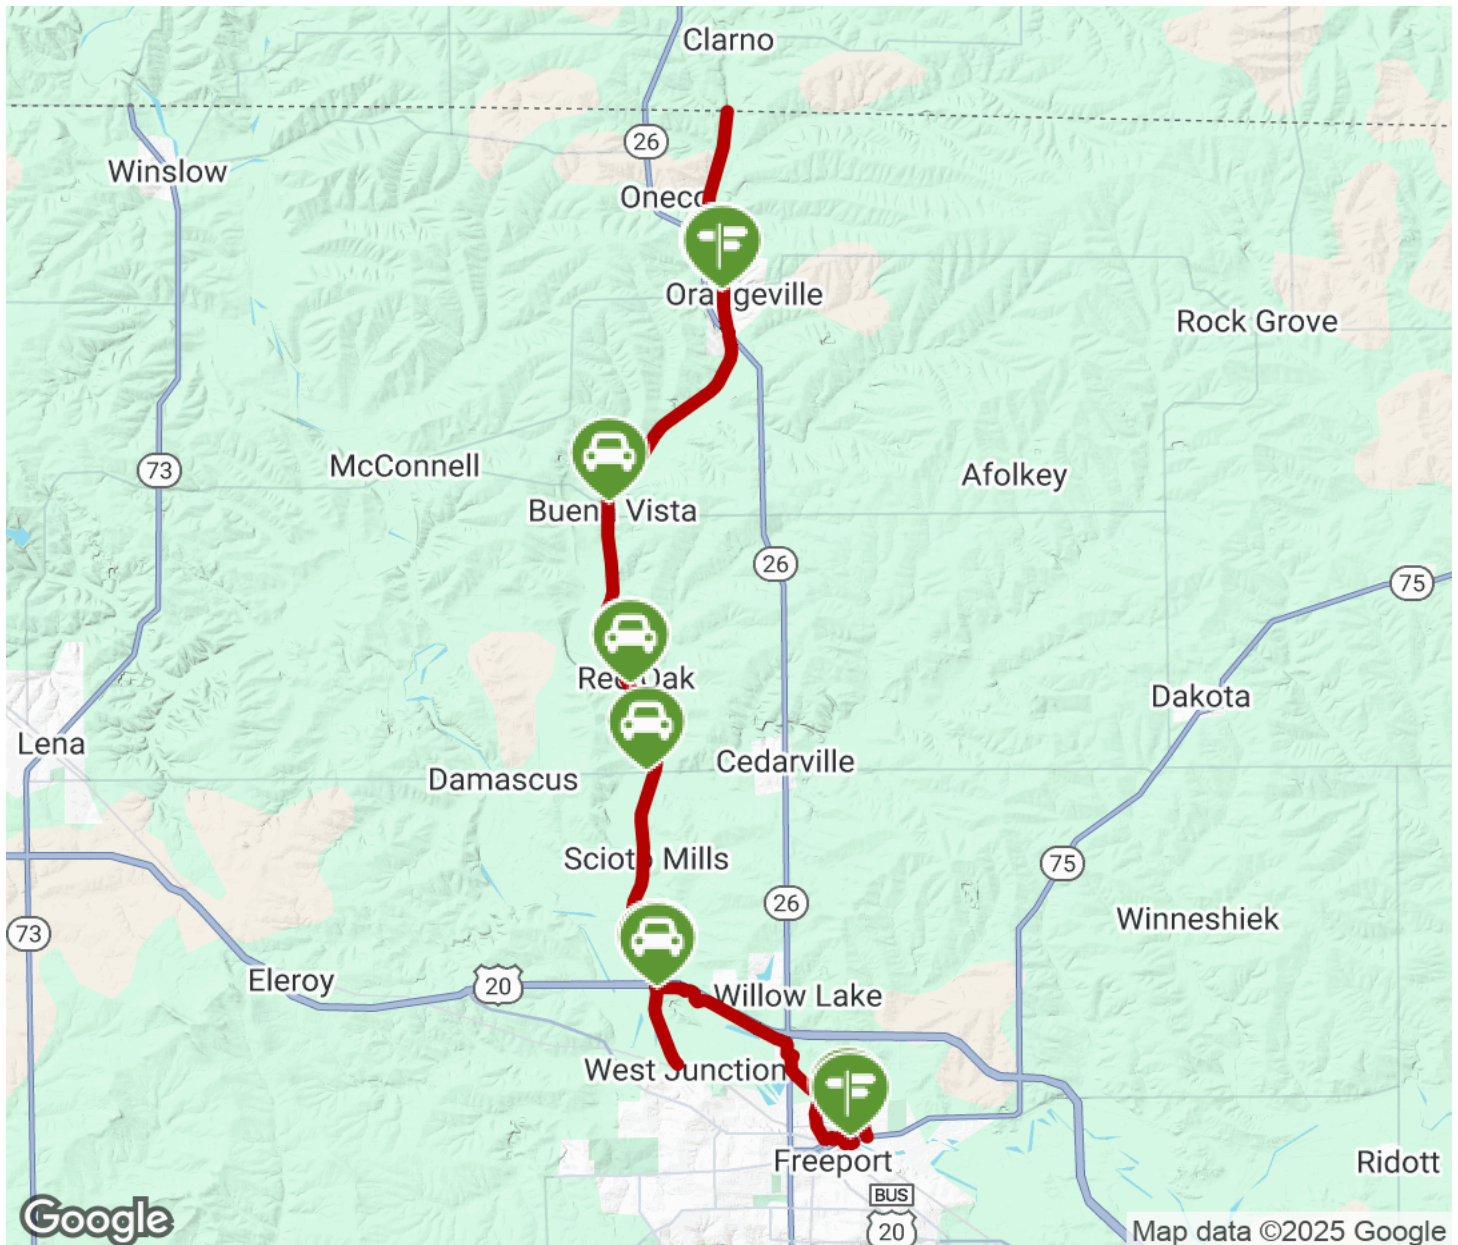 Clarno
26
Winslow
Oneco
Orangeville
Rock Grove
McConnell
73
Afolkey
Buena Vista
26
75
Red Oak
Dakota
Lena
Cedarville
Damascus
Scioto Mills
75
26
Winneshiek
73
Eleroy
20
Willow Lake
West Junction
Freeport
Ridott
BUS
20
Google
Map data ©2025 Google